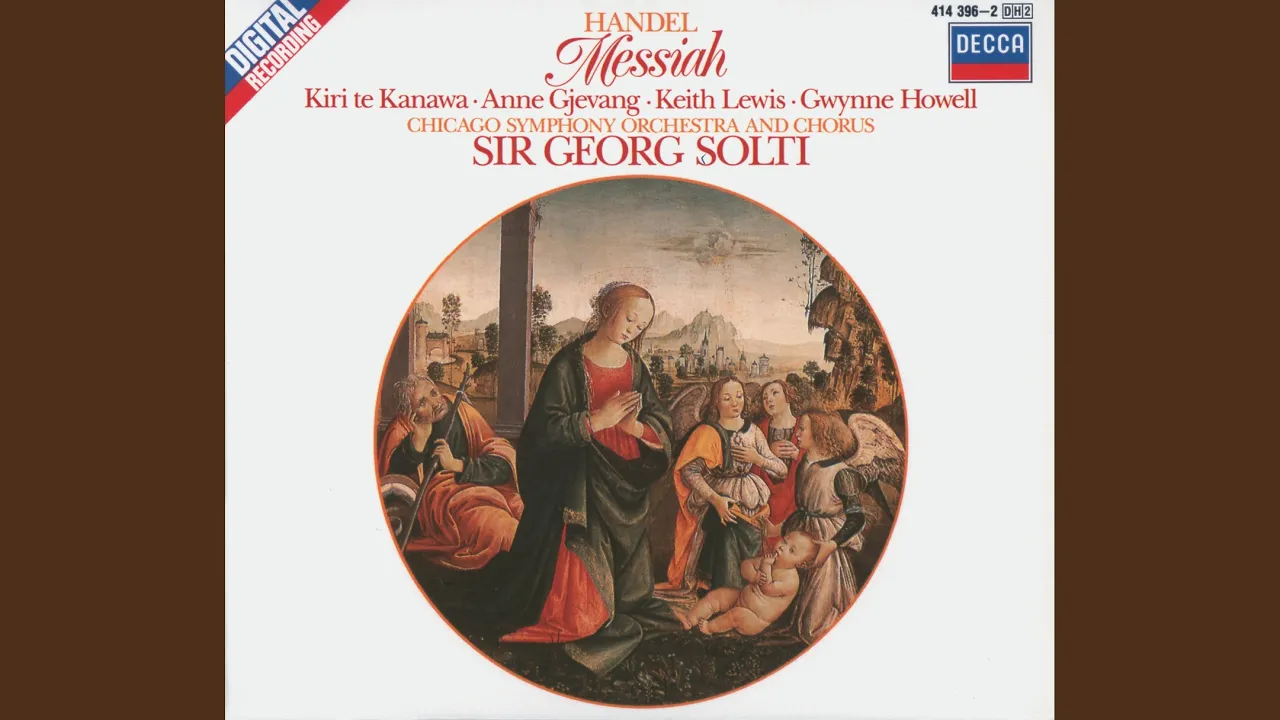 DIGITAL
RECORDING
414 396-2 DH2
DECCA
HANDEL
Messiah
Kiri te Kanawa · Anne Gjevang · Keith Lewis · Gwynne Howell
CHICAGO SYMPHONY ORCHESTRA AND CHORUS
SIR GEORG SOLTI